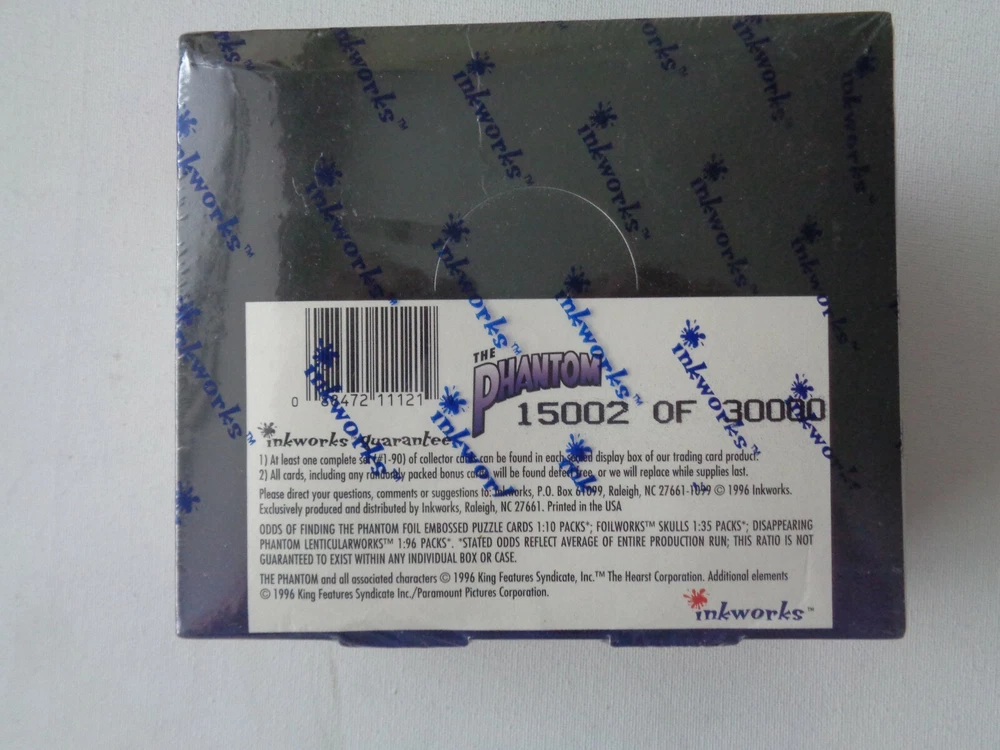 inkworks™
inkworks™
inkworks™
inkworks™
inkworks™
inkworks™
inkworks™
inkworks™
THE
PHANTOM
15002 OF 30000
inkworks guarantee
1) At least one complete set (#1-90) of collector cards can be found in each sealed display box of our trading card product.
2) All cards, including any randomly packed bonus cards, will be found defect free, or we will replace while supplies last.
Please direct your questions, comments or suggestions to: Inkworks, P.O. Box 61099, Raleigh, NC 27661-1099 © 1996 Inkworks.
Exclusively produced and distributed by Inkworks, Raleigh, NC 27661. Printed in the USA
ODDS OF FINDING THE PHANTOM FOIL EMBOSSED PUZZLE CARDS 1:10 PACKS*; FOILWORKS™ SKULLS 1:35 PACKS*; DISAPPEARING
PHANTOM LENTICULARWORKS™ 1:96 PACKS*. *STATED ODDS REFLECT AVERAGE OF ENTIRE PRODUCTION RUN; THIS RATIO IS NOT
GUARANTEED TO EXIST WITHIN ANY INDIVIDUAL BOX OR CASE.
THE PHANTOM and all associated characters © 1996 King Features Syndicate, Inc.™ The Hearst Corporation. Additional elements
© 1996 King Features Syndicate Inc./Paramount Pictures Corporation.
inkworks™